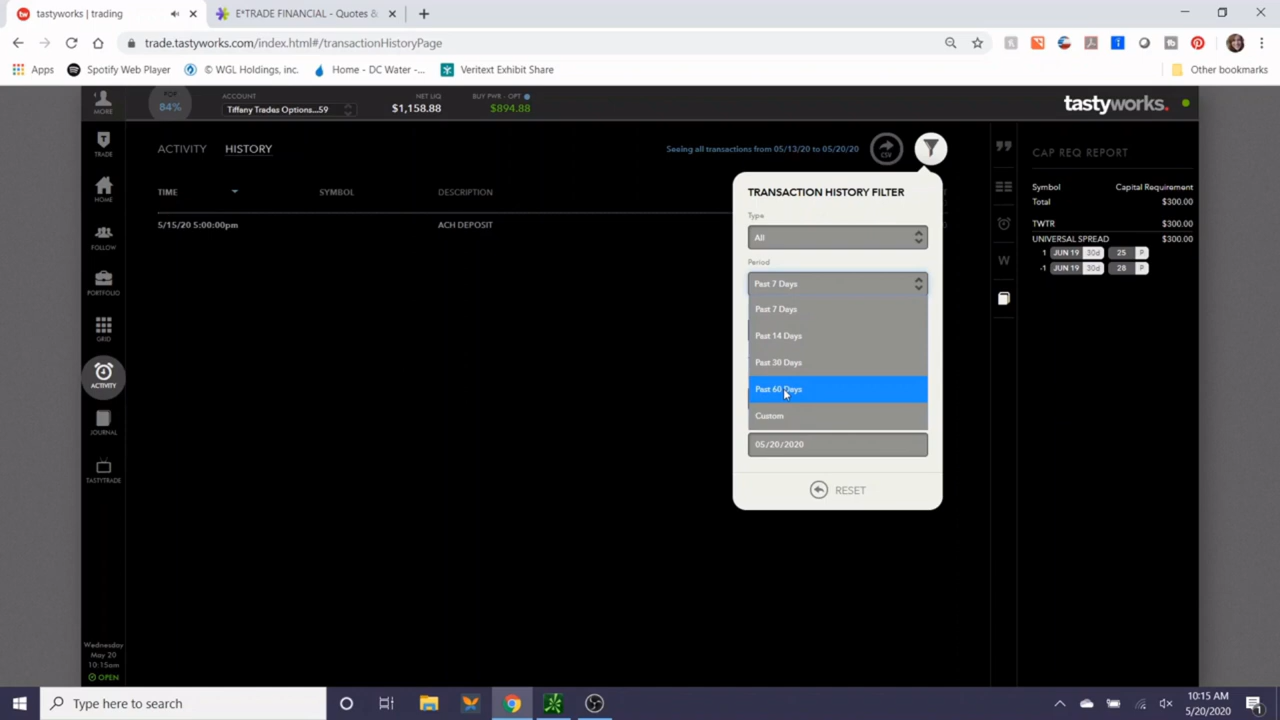 tastyworks | trading
E*TRADE FINANCIAL - Quotes &
trade.tastyworks.com/index.html#/transactionHistoryPage
Apps
Spotify Web Player
© WGL Holdings, inc.
Home - DC Water -...
Veritext Exhibit Share
Other bookmarks
MORE
POP
84%
ACCOUNT
Tiffany Trades Options...59
NET LIQ
$1,158.88
BUY PWR - OPT
$894.88
tastyworks.
TRADE
HOME
FOLLOW
PORTFOLIO
GRID
ACTIVITY
JOURNAL
TASTYTRADE
ACTIVITY
HISTORY
Seeing all transactions from 05/13/20 to 05/20/20
CSV
TIME
SYMBOL
DESCRIPTION
5/15/20 5:00:00pm
ACH DEPOSIT
TRANSACTION HISTORY FILTER
Type
All
Period
Past 7 Days
Past 7 Days
Past 14 Days
Past 30 Days
Past 60 Days
Custom
05/20/2020
RESET
W
CAP REQ REPORT
Symbol Capital Requirement
Total $300.00
TWTR $300.00
UNIVERSAL SPREAD $300.00
1 JUN 19 30d 25 P
-1 JUN 19 30d 28 P
Wednesday
May 20
10:15am
OPEN
Type here to search
10:15 AM
5/20/2020
1